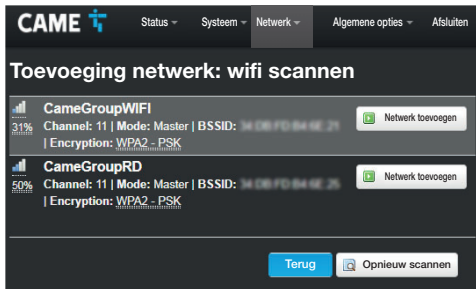 CAME
Status Systeem Netwerk Algemene opties Afsluiten
Toevoeging netwerk: wifi scannen
CameGroupWIFI
31% Channel: 11 | Mode: Master | BSSID:
| Encryption: WPA2 - PSK
Netwerk toevoegen
CameGroupRD
50% Channel: 11 | Mode: Master | BSSID:
| Encryption: WPA2 - PSK
Netwerk toevoegen
Terug Opnieuw scannen